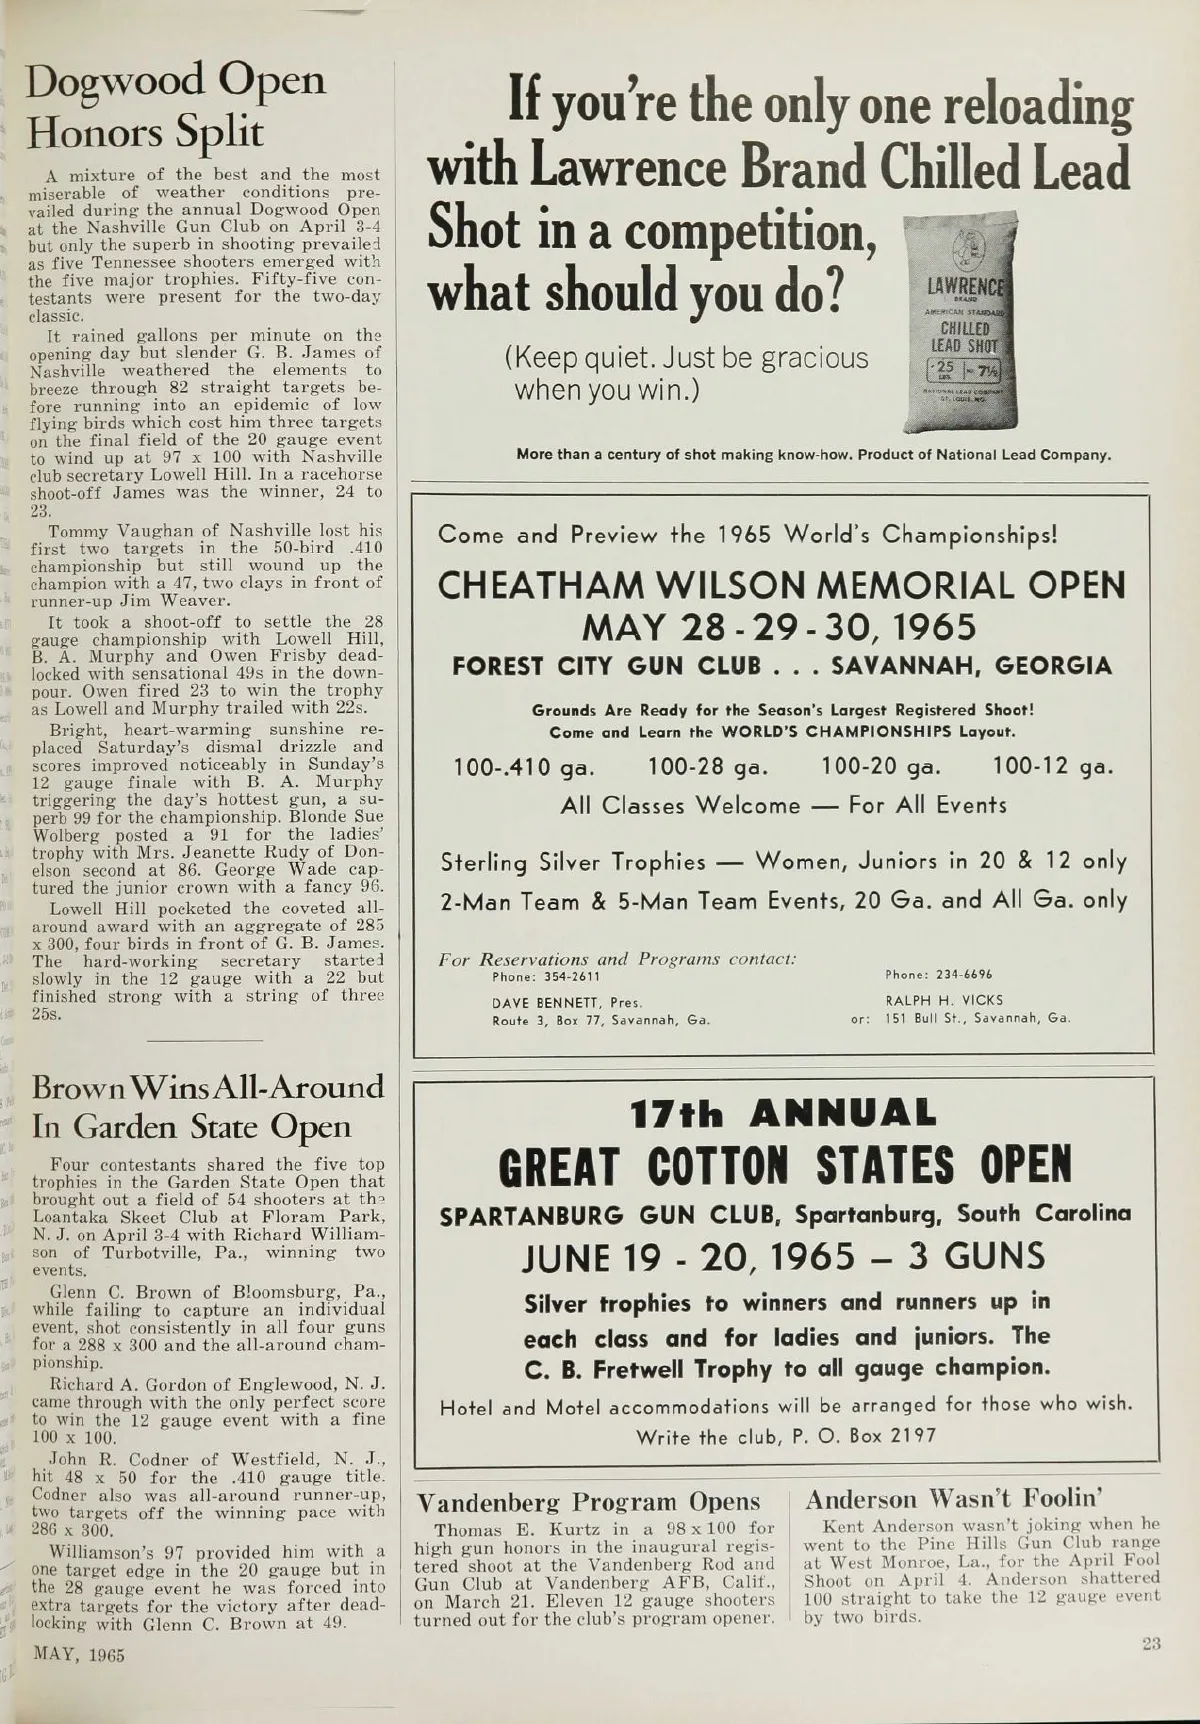 Dogwood Open
Honors Split
A mixture of the best and the most
miserable of weather conditions pre-
vailed during the annual Dogwood Open
at the Nashville Gun Club on April 3-4
but only the superb in shooting prevailed
as five Tennessee shooters emerged with
the five major trophies. Fifty-five con-
testants were present for the two-day
classic.
It rained gallons per minute on the
opening day but slender G. B. James of
Nashville weathered the elements to
breeze through 82 straight targets be-
fore running into an epidemic of low
flying birds which cost him three targets
on the final field of the 20 gauge event
to wind up at 97 x 100 with Nashville
club secretary Lowell Hill. In a racehorse
shoot-off James was the winner, 24 to
23.
Tommy Vaughan of Nashville lost his
first two targets in the 50-bird .410
championship but still wound up the
champion with a 47, two clays in front of
runner-up Jim Weaver.
It took a shoot-off to settle the 28
gauge championship with Lowell Hill,
B. A. Murphy and Owen Frisby dead-
locked with sensational 49s in the down-
pour. Owen fired 23 to win the trophy
as Lowell and Murphy trailed with 22s.
Bright, heart-warming sunshine re-
placed Saturday's dismal drizzle and
scores improved noticeably in Sunday's
12 gauge finale with B. A. Murphy
triggering the day's hottest gun, a su-
perb 99 for the championship. Blonde Sue
Wolberg posted a 91 for the ladies'
trophy with Mrs. Jeanette Rudy of Don-
elson second at 86. George Wade cap-
tured the junior crown with a fancy 96.
Lowell Hill pocketed the coveted all-
around award with an aggregate of 285
x 300, four birds in front of G. B. James.
The hard-working secretary started
slowly in the 12 gauge with a 22 but
finished strong with a string of three
25s.
Brown Wins All-Around
In Garden State Open
Four contestants shared the five top
trophies in the Garden State Open that
brought out a field of 54 shooters at the
Loantaka Skeet Club at Floram Park,
N. J. on April 3-4 with Richard William-
son of Turbotville, Pa., winning two
events.
Glenn C. Brown of Bloomsburg, Pa.,
while failing to capture an individual
event, shot consistently in all four guns
for a 288 x 300 and the all-around cham-
pionship.
Richard A. Gordon of Englewood, N. J.
came through with the only perfect score
to win the 12 gauge event with a fine
100 x 100.
John R. Codner of Westfield, N. J.,
hit 48 x 50 for the .410 gauge title.
Codner also was all-around runner-up,
two targets off the winning pace with
286 x 300.
Williamson's 97 provided him with a
one target edge in the 20 gauge but in
the 28 gauge event he was forced into
extra targets for the victory after dead-
locking with Glenn C. Brown at 49.
If you're the only one reloading
with Lawrence Brand Chilled Lead
Shot in a competition,
what should you do?
(Keep quiet. Just be gracious
when you win.)
LAWRENCE
BRAND
AMERICAN STANDARD
CHILLED
LEAD SHOT
25 LBS. 7½
NATIONAL LEAD COMPANY
ST. LOUIS, MO.
More than a century of shot making know-how. Product of National Lead Company.
Come and Preview the 1965 World's Championships!
CHEATHAM WILSON MEMORIAL OPEN
MAY 28 - 29 - 30, 1965
FOREST CITY GUN CLUB . . . SAVANNAH, GEORGIA
Grounds Are Ready for the Season's Largest Registered Shoot!
Come and Learn the WORLD'S CHAMPIONSHIPS Layout.
100-.410 ga. 100-28 ga. 100-20 ga. 100-12 ga.
All Classes Welcome — For All Events
Sterling Silver Trophies — Women, Juniors in 20 & 12 only
2-Man Team & 5-Man Team Events, 20 Ga. and All Ga. only
For Reservations and Programs contact:
Phone: 354-2611
DAVE BENNETT, Pres.
Route 3, Box 77, Savannah, Ga.
Phone: 234-6696
RALPH H. VICKS
or: 151 Bull St., Savannah, Ga.
17th ANNUAL
GREAT COTTON STATES OPEN
SPARTANBURG GUN CLUB, Spartanburg, South Carolina
JUNE 19 - 20, 1965 – 3 GUNS
Silver trophies to winners and runners up in
each class and for ladies and juniors. The
C. B. Fretwell Trophy to all gauge champion.
Hotel and Motel accommodations will be arranged for those who wish.
Write the club, P. O. Box 2197
Vandenberg Program Opens
Thomas E. Kurtz in a 98 x 100 for
high gun honors in the inaugural regis-
tered shoot at the Vandenberg Rod and
Gun Club at Vandenberg AFB, Calif.,
on March 21. Eleven 12 gauge shooters
turned out for the club's program opener.
Anderson Wasn't Foolin'
Kent Anderson wasn't joking when he
went to the Pine Hills Gun Club range
at West Monroe, La., for the April Fool
Shoot on April 4. Anderson shattered
100 straight to take the 12 gauge event
by two birds.
MAY, 1965
23